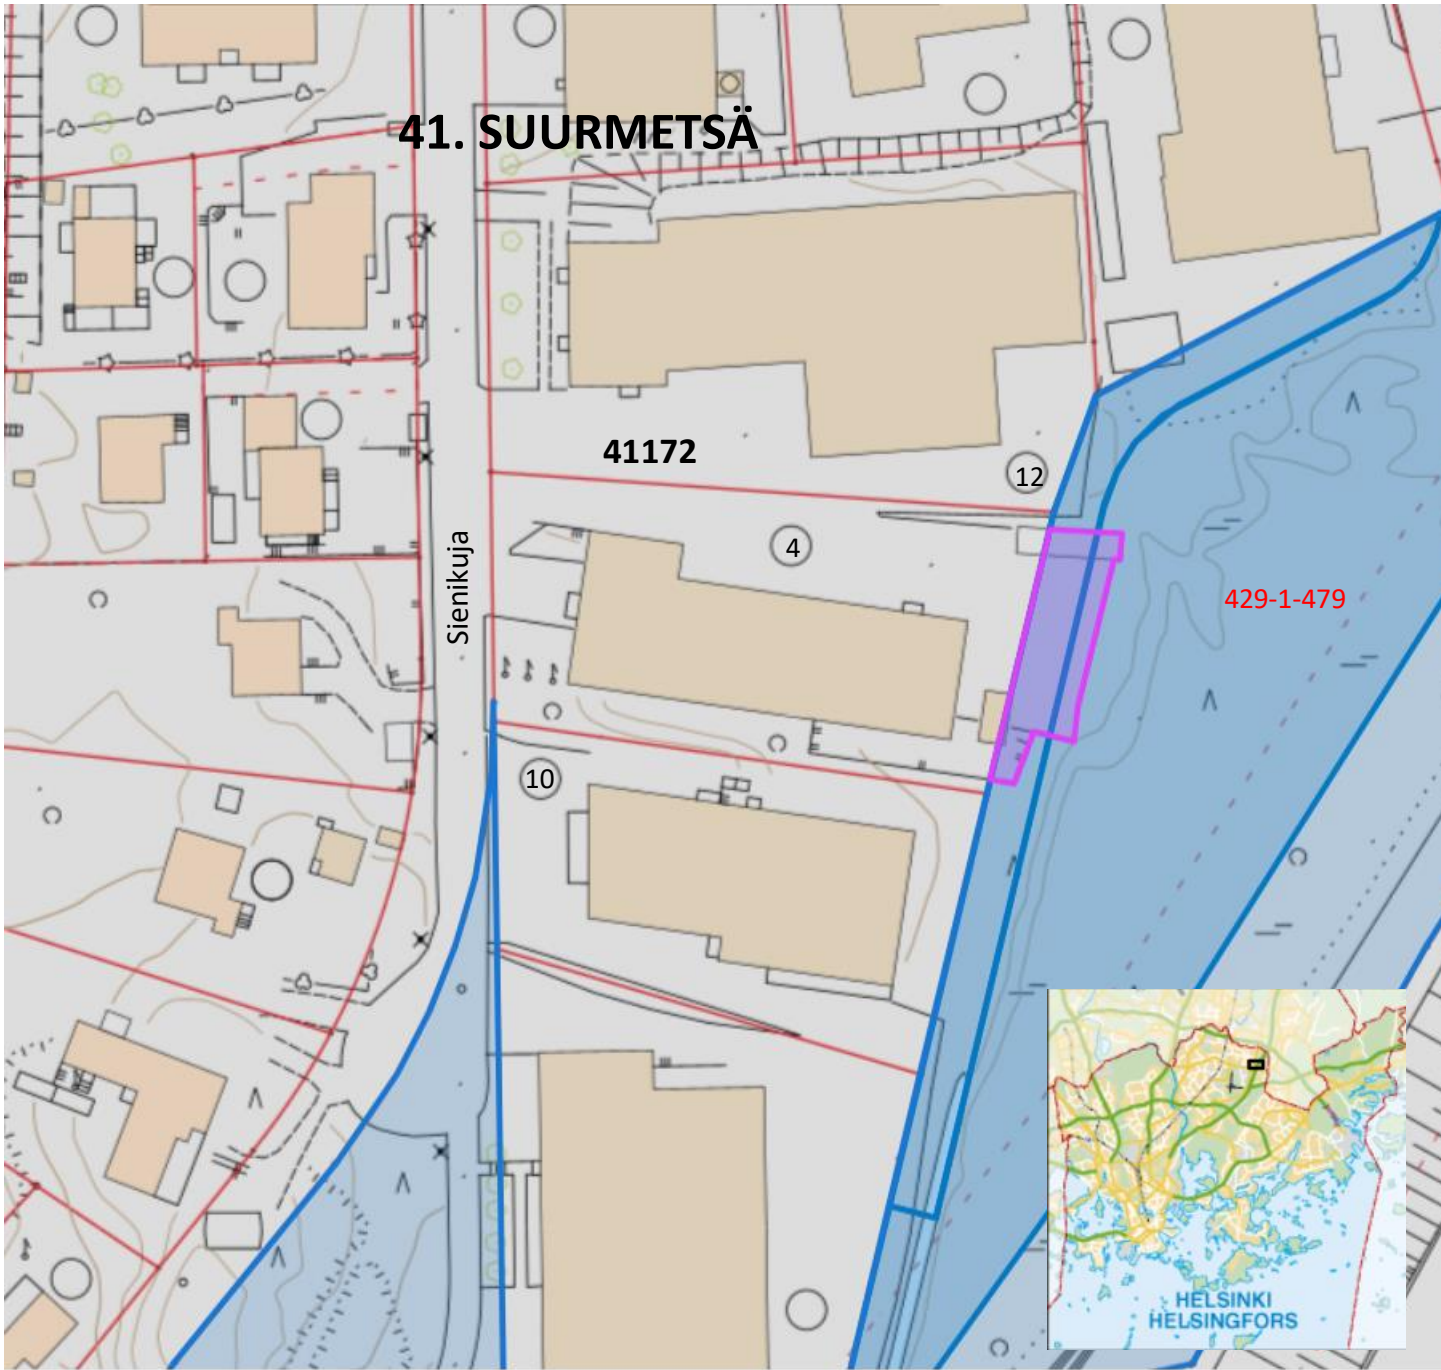 41. SUURMETSÄ
41172
12
4
Sienikuja
429-1-479
10
HELSINKI
HELSINGFORS